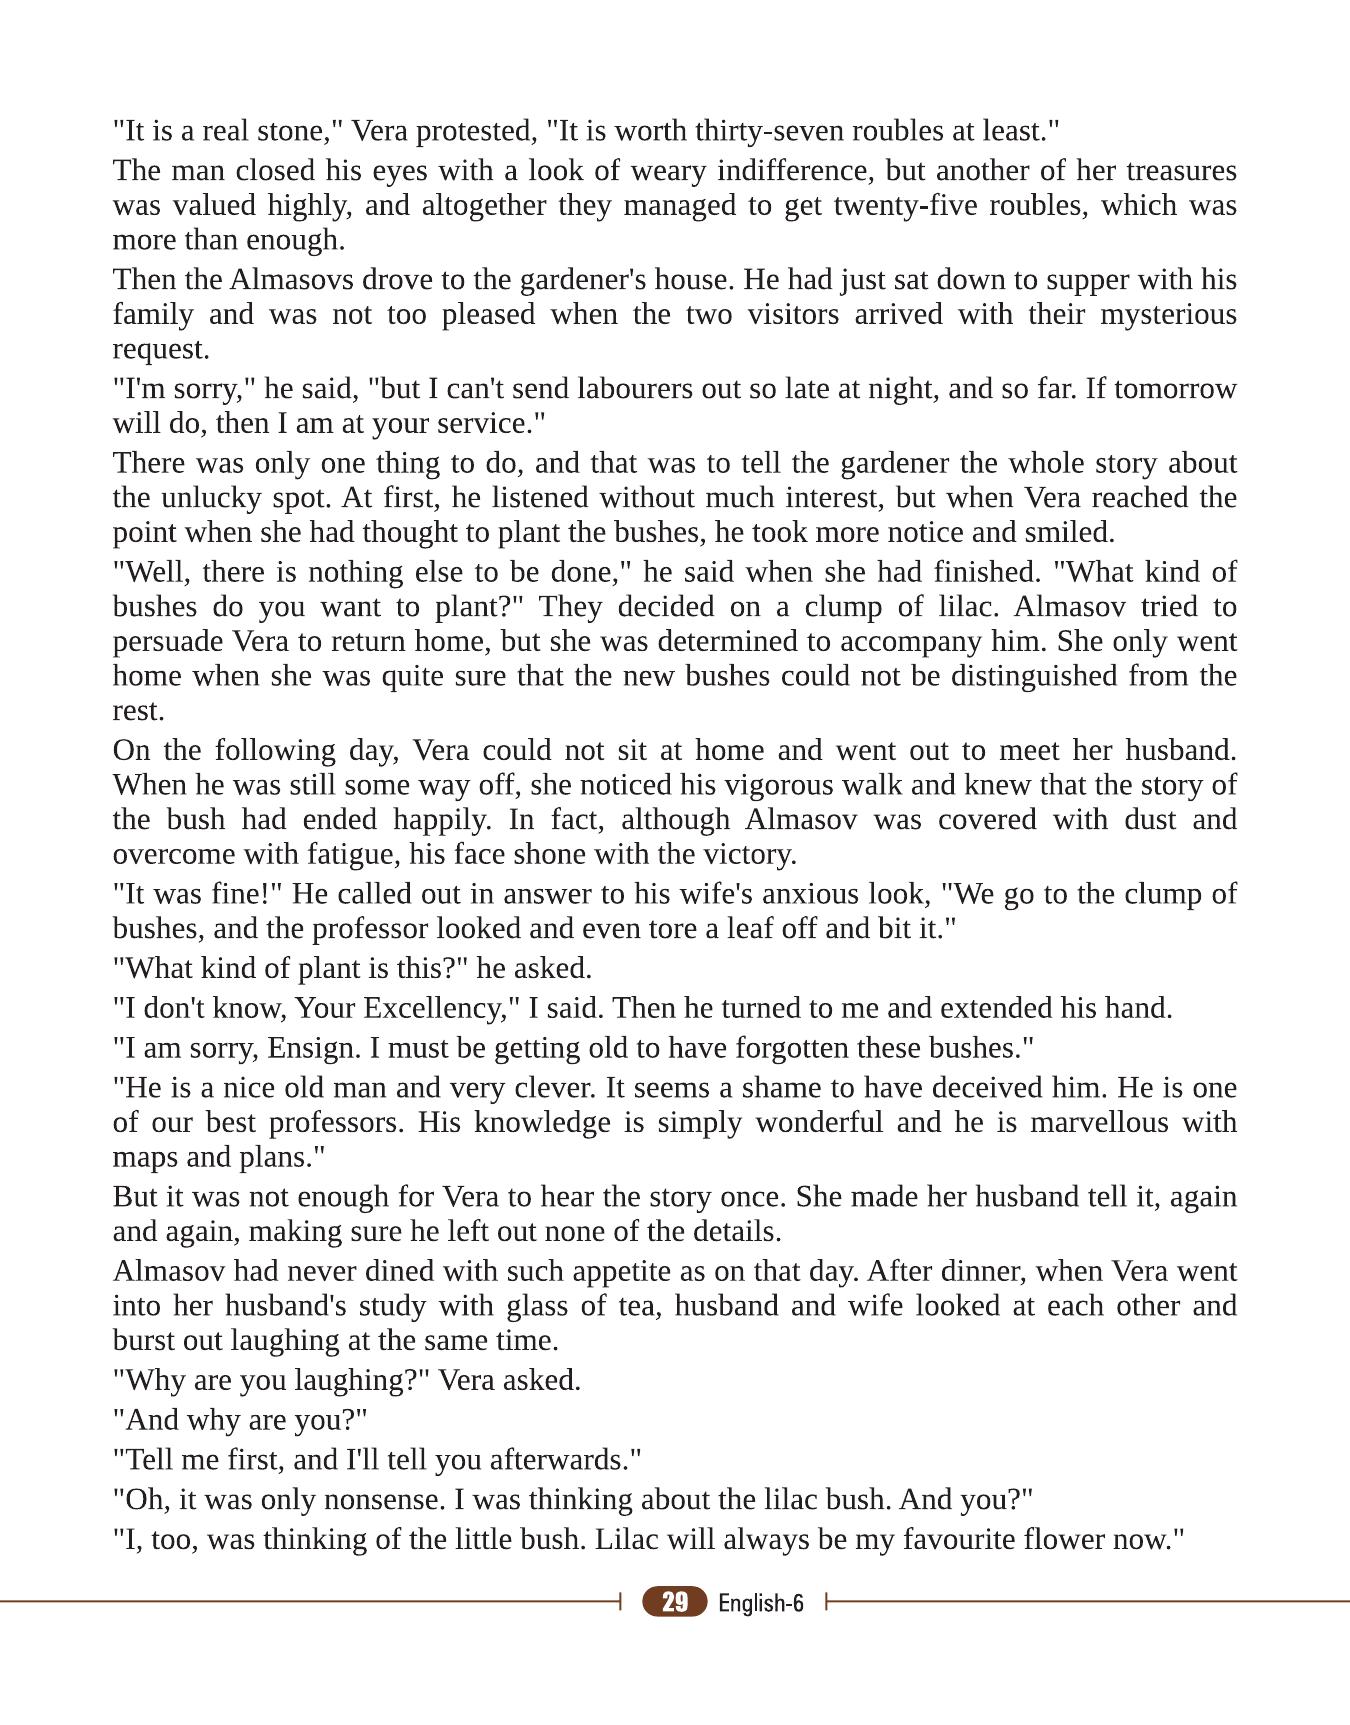 "It is a real stone," Vera protested, "It is worth thirty-seven roubles at least."
The man closed his eyes with a look of weary indifference, but another of her treasures
was valued highly, and altogether they managed to get twenty-five roubles, which was
more than enough.
Then the Almasovs drove to the gardener's house. He had just sat down to supper with his
family and was not too pleased when the two visitors arrived with their mysterious
request.
"I'm sorry," he said, "but I can't send labourers out so late at night, and so far. If tomorrow
will do, then I am at your service."
There was only one thing to do, and that was to tell the gardener the whole story about
the unlucky spot. At first, he listened without much interest, but when Vera reached the
point when she had thought to plant the bushes, he took more notice and smiled.
"Well, there is nothing else to be done," he said when she had finished. "What kind of
bushes do you want to plant?" They decided on a clump of lilac. Almasov tried to
persuade Vera to return home, but she was determined to accompany him. She only went
home when she was quite sure that the new bushes could not be distinguished from the
rest.
On the following day, Vera could not sit at home and went out to meet her husband.
When he was still some way off, she noticed his vigorous walk and knew that the story of
the bush had ended happily. In fact, although Almasov was covered with dust and
overcome with fatigue, his face shone with the victory.
"It was fine!" He called out in answer to his wife's anxious look, "We go to the clump of
bushes, and the professor looked and even tore a leaf off and bit it."
"What kind of plant is this?" he asked.
"I don't know, Your Excellency," I said. Then he turned to me and extended his hand.
"I am sorry, Ensign. I must be getting old to have forgotten these bushes."
"He is a nice old man and very clever. It seems a shame to have deceived him. He is one
of our best professors. His knowledge is simply wonderful and he is marvellous with
maps and plans."
But it was not enough for Vera to hear the story once. She made her husband tell it, again
and again, making sure he left out none of the details.
Almasov had never dined with such appetite as on that day. After dinner, when Vera went
into her husband's study with glass of tea, husband and wife looked at each other and
burst out laughing at the same time.
"Why are you laughing?" Vera asked.
"And why are you?"
"Tell me first, and I'll tell you afterwards."
"Oh, it was only nonsense. I was thinking about the lilac bush. And you?"
"I, too, was thinking of the little bush. Lilac will always be my favourite flower now."
29 English-6